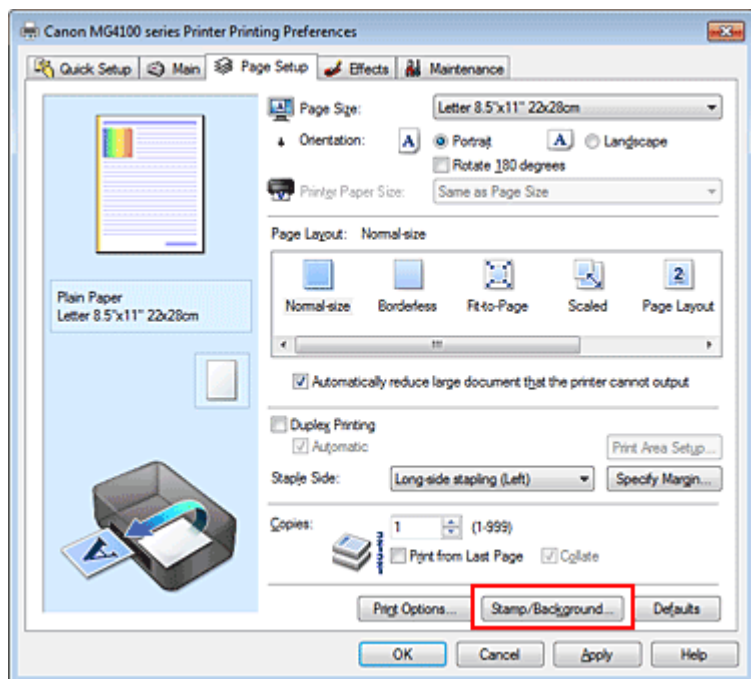 Canon MG4100 series Printer Printing Preferences
Quick Setup Main Page Setup Effects Maintenance
Page Size: Letter 8.5"x11" 22x28cm
Orientation: A Portrait A Landscape
Rotate 180 degrees
Printer Paper Size: Same as Page Size
Page Layout: Normal-size
2
Normal-size Borderless Fit-to-Page Scaled Page Layout
Plain Paper
Letter 8.5"x11" 22x28cm
Automatically reduce large document that the printer cannot output
Duplex Printing
Automatic Print Area Setup...
Staple Side: Long-side stapling (Left) Specify Margin...
Copies: 1 (1-999)
Print from Last Page Collate
A
Print Options... Stamp/Background... Defaults
OK Cancel Apply Help